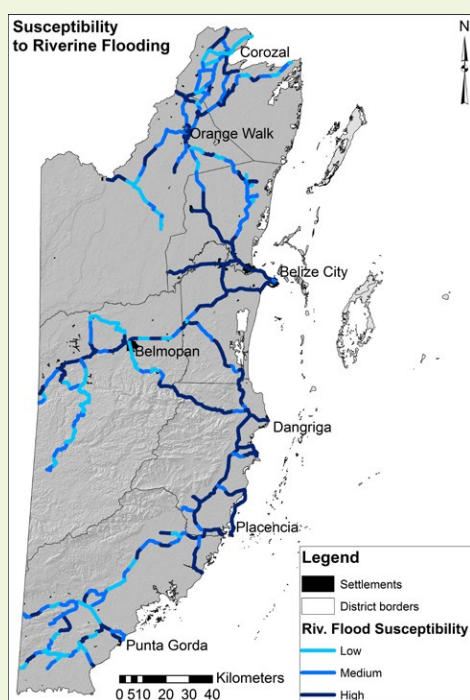 Susceptibility
to Riverine Flooding
N
Corozal
Orange Walk
Belize City
Belmopan
Dangriga
Placencia
Punta Gorda
Kilometers
0 5 10 20 30 40
Legend
Settlements
District borders
Riv. Flood Susceptibility
Low
Medium
High